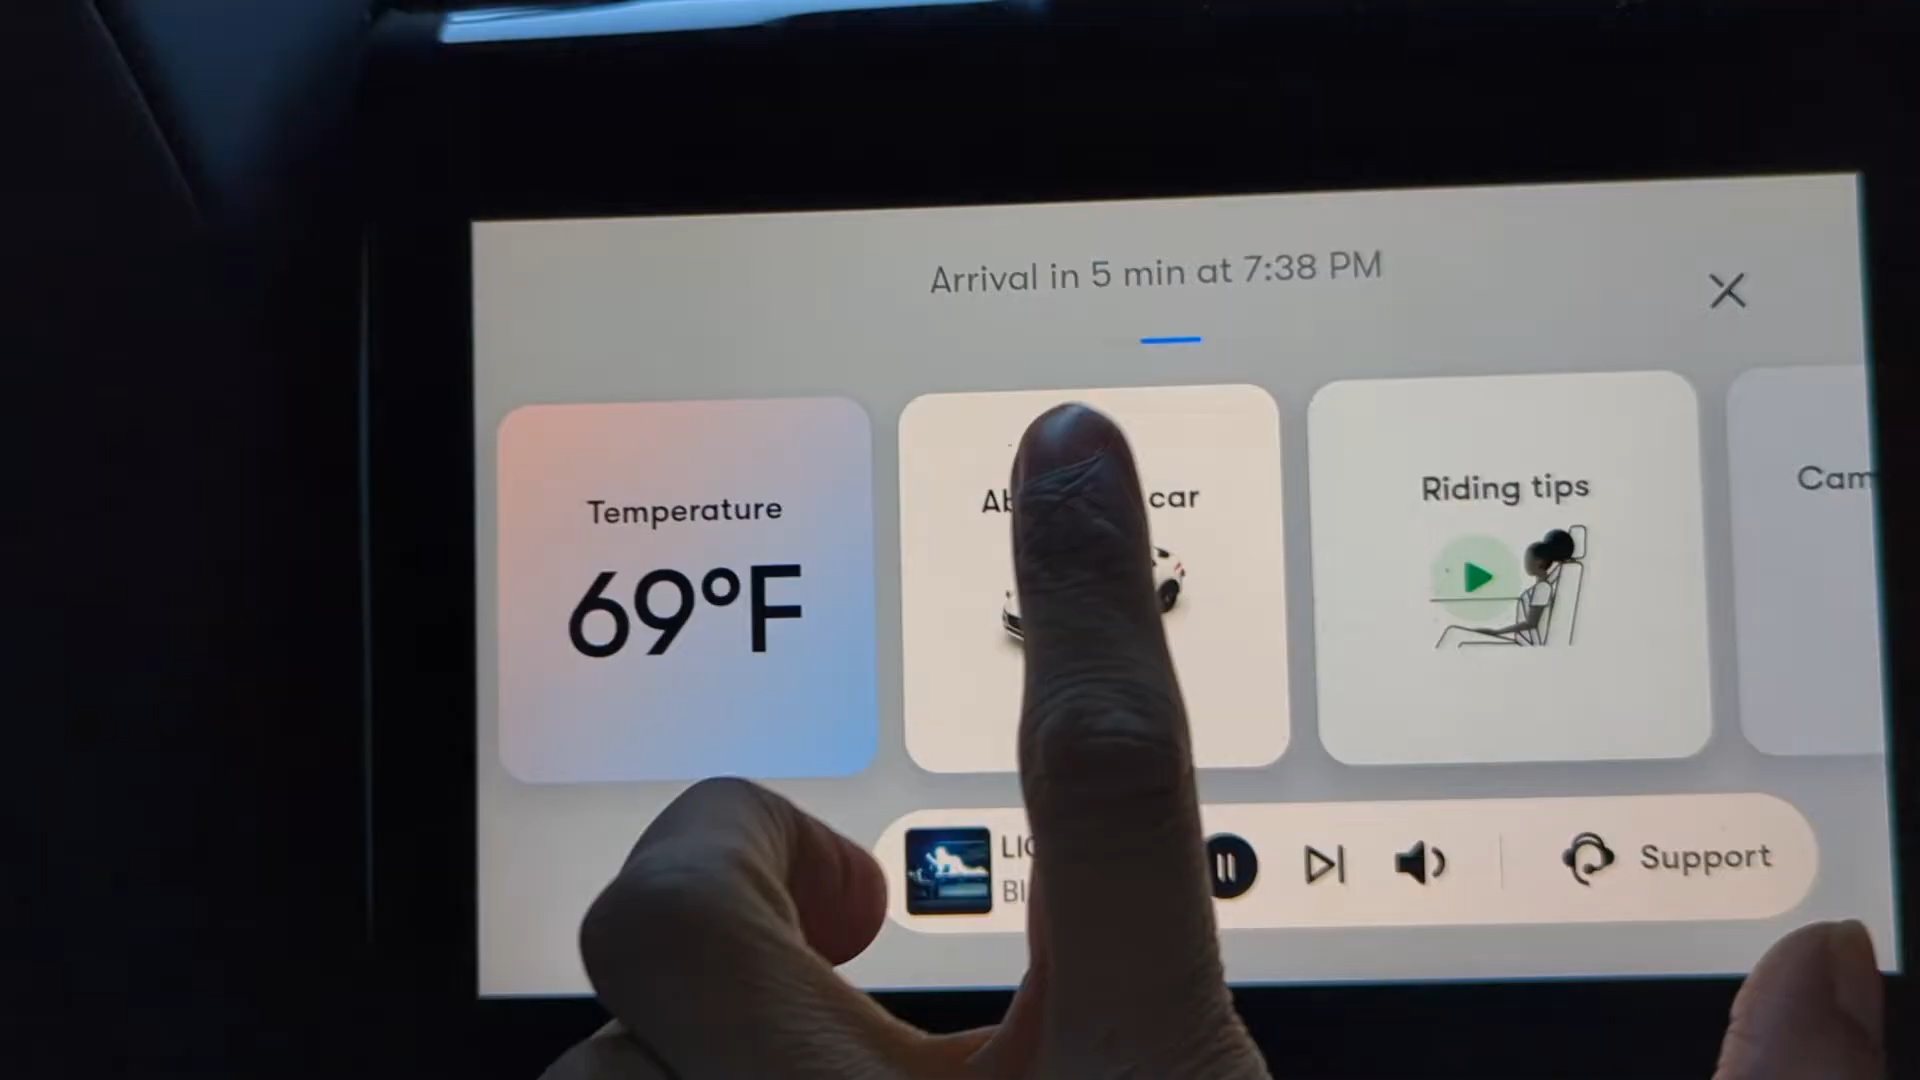 Arrival in 5 min at 7:38 PM
Temperature
69°F
car
Riding tips
Support